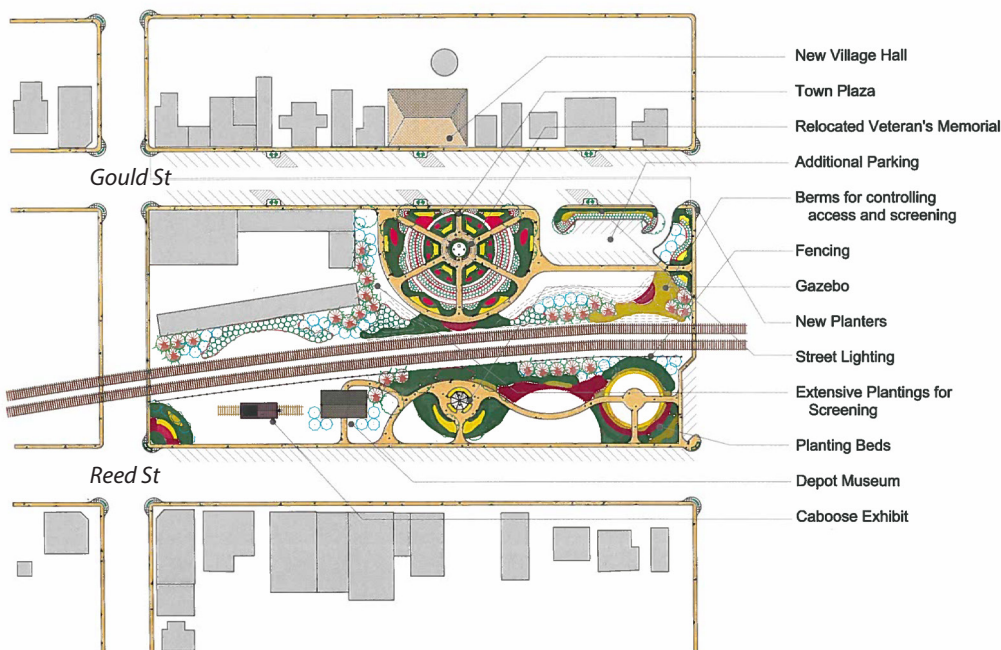 New Village Hall
Town Plaza
Relocated Veteran's Memorial
Additional Parking
Gould St
Berms for controlling
access and screening
Fencing
Gazebo
New Planters
Street Lighting
Extensive Plantings for
Screening
Planting Beds
Reed St
Depot Museum
Caboose Exhibit